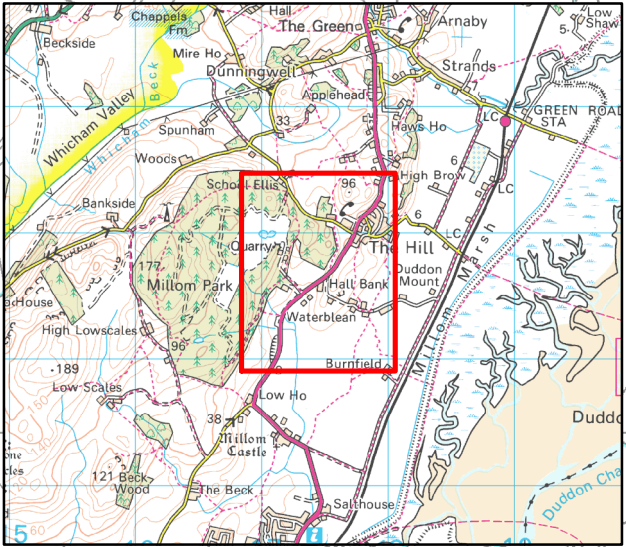 47
Chappels
Fm
Hall
The Green
Arnaby
Low
Shaw
5
Beckside
Mire Ho
Dunningwell
Strands
Applehead
Whicham Valley
Whicham Beck
33
LC
GREEN ROAD
STA
Spunham
Haws Ho
Woods
6
School Ellis
96
High Brow
LC
Bankside
6
LC
Quarry
The Hill
177
Millom Park
Duddon
Mount
Millom Marsh
House
Hall Bank
High Lowscales
Waterblean
96
189
Burnfield
Low Scales
Low Ho
38
Millom
Castle
121 Beck
Wood
The Beck
Salthouse
Duddon Cha
5
60